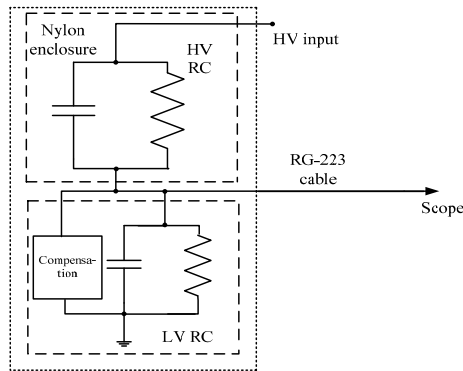 Nylon
enclosure
HV
RC
HV input
RG-223
cable
Scope
Compensa-
tion
LV RC